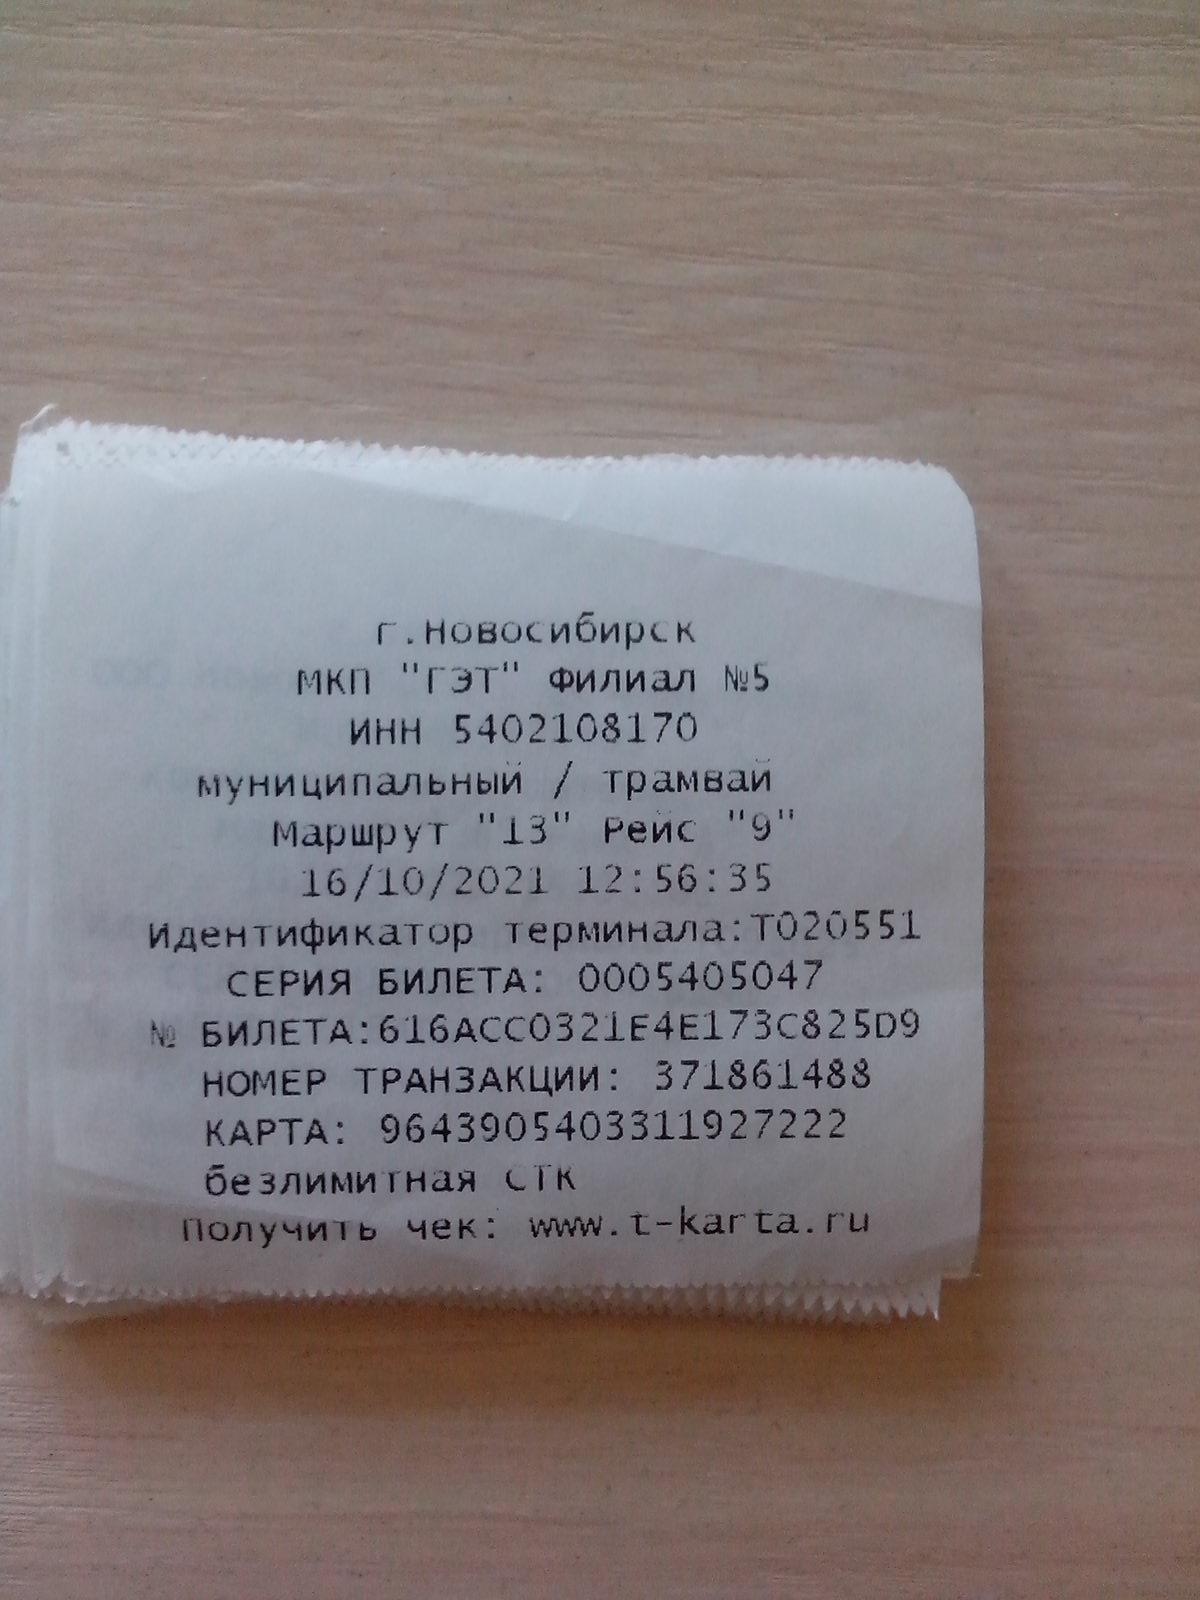 г.Новосибирск
МКП "ГЭТ" Филиал №5
ИНН 5402108170
муниципальный / трамвай
Маршрут "13" Рейс "9"
16/10/2021 12:56:35
Идентификатор терминала:T020551
СЕРИЯ БИЛЕТА: 0005405047
№ БИЛЕТА:616ACC0321E4E173C825D9
НОМЕР ТРАНЗАКЦИИ: 371861488
КАРТА: 9643905403311927222
безлимитная СТК
Получить чек: www.t-karta.ru